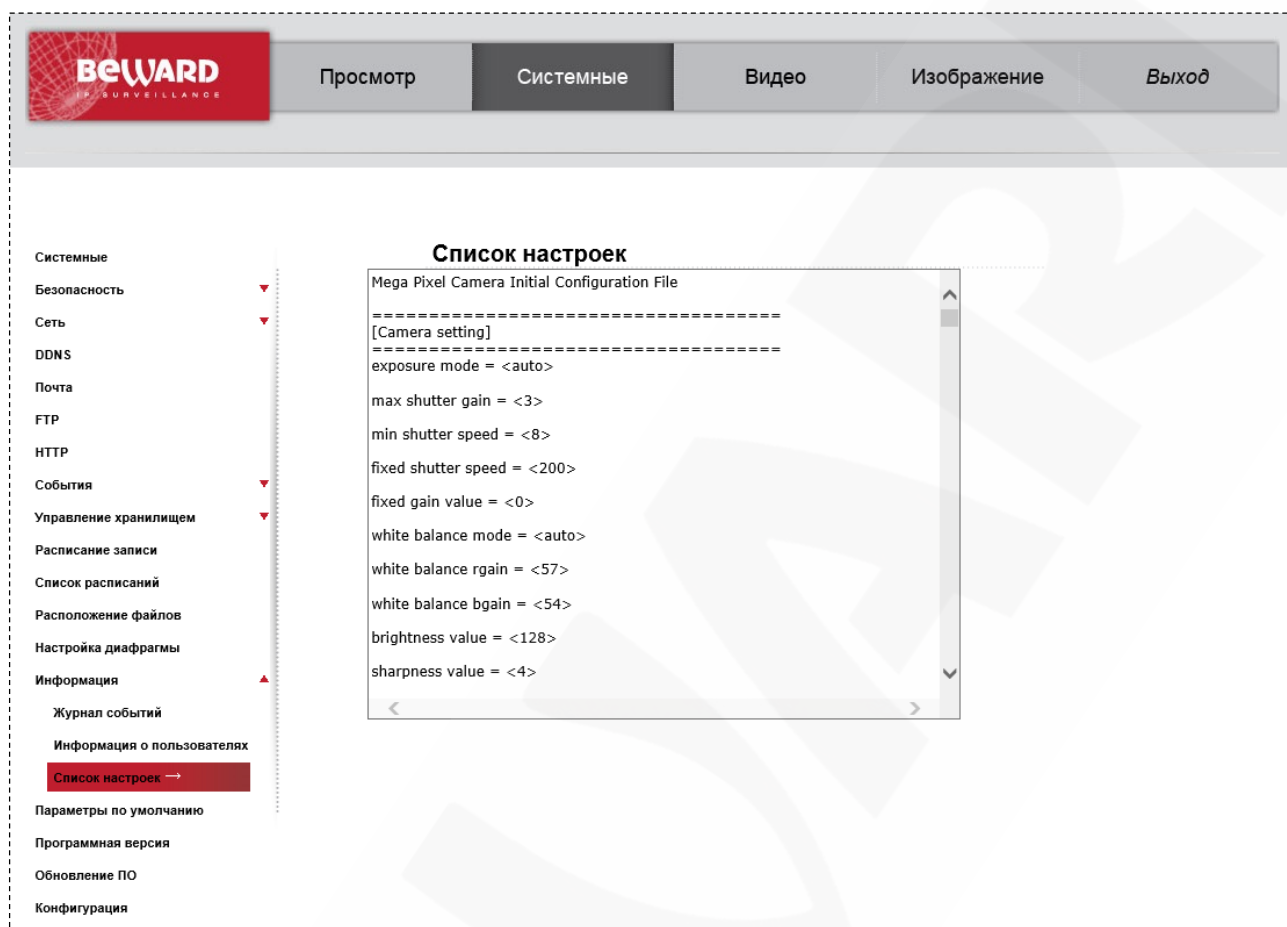 BEWARD
IP SURVEILLANCE
Просмотр
Системные
Видео
Изображение
Выход
Системные
Безопасность
Сеть
DDNS
Почта
FTP
HTTP
События
Управление хранилищем
Расписание записи
Список расписаний
Расположение файлов
Настройка диафрагмы
Информация
Журнал событий
Информация о пользователях
Список настроек →
Параметры по умолчанию
Программная версия
Обновление ПО
Конфигурация
Список настроек
Mega Pixel Camera Initial Configuration File
====================================
[Camera setting]
====================================
exposure mode = <auto>
max shutter gain = <3>
min shutter speed = <8>
fixed shutter speed = <200>
fixed gain value = <0>
white balance mode = <auto>
white balance rgain = <57>
white balance bgain = <54>
brightness value = <128>
sharpness value = <4>